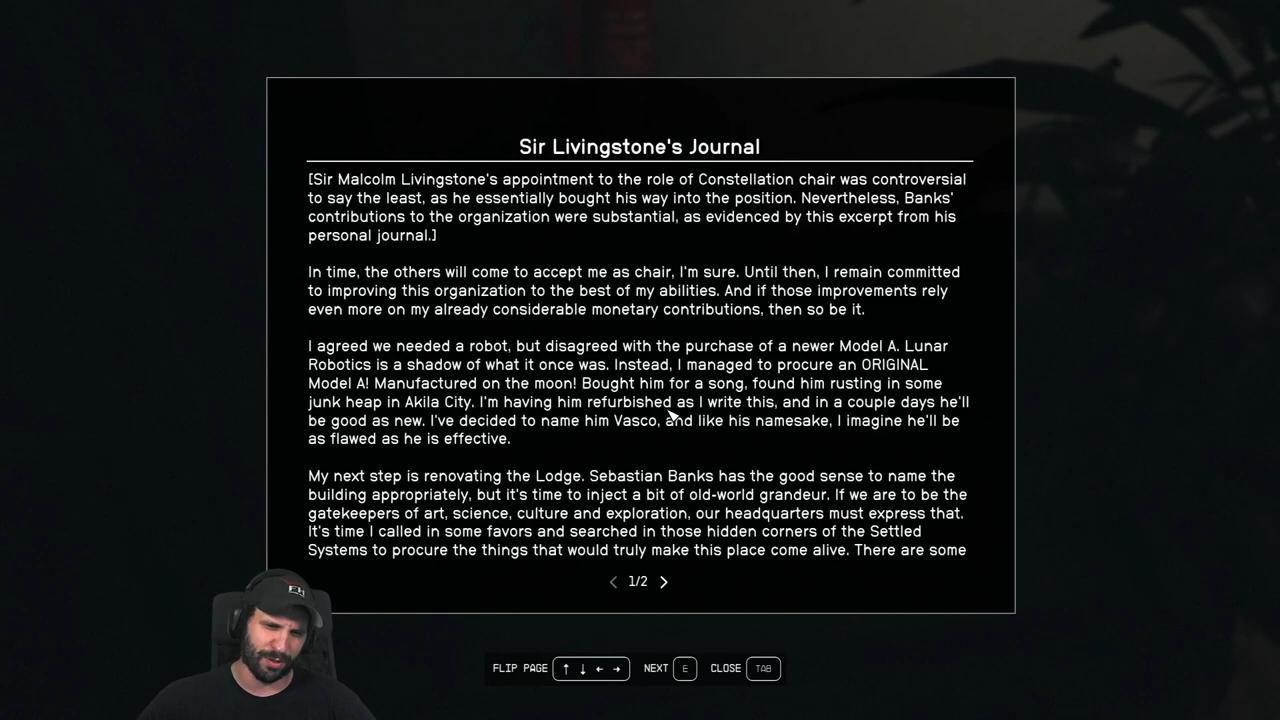 Sir Livingstone's Journal
[Sir Malcolm Livingstone's appointment to the role of Constellation chair was controversial
to say the least, as he essentially bought his way into the position. Nevertheless, Banks'
contributions to the organization were substantial, as evidenced by this excerpt from his
personal journal.]
In time, the others will come to accept me as chair, I'm sure. Until then, I remain committed
to improving this organization to the best of my abilities. And if those improvements rely
even more on my already considerable monetary contributions, then so be it.
I agreed we needed a robot, but disagreed with the purchase of a newer Model A. Lunar
Robotics is a shadow of what it once was. Instead, I managed to procure an ORIGINAL
Model A! Manufactured on the moon! Bought him for a song, found him rusting in some
junk heap in Akila City. I'm having him refurbished as I write this, and in a couple days he'll
be good as new. I've decided to name him Vasco, and like his namesake, I imagine he'll be
as flawed as he is effective.
My next step is renovating the Lodge. Sebastian Banks has the good sense to name the
building appropriately, but it's time to inject a bit of old-world grandeur. If we are to be the
gatekeepers of art, science, culture and exploration, our headquarters must express that.
It's time I called in some favors and searched in those hidden corners of the Settled
Systems to procure the things that would truly make this place come alive. There are some
1/2
FLIP PAGE ↑ ↓ ← → NEXT E CLOSE TAB
FH